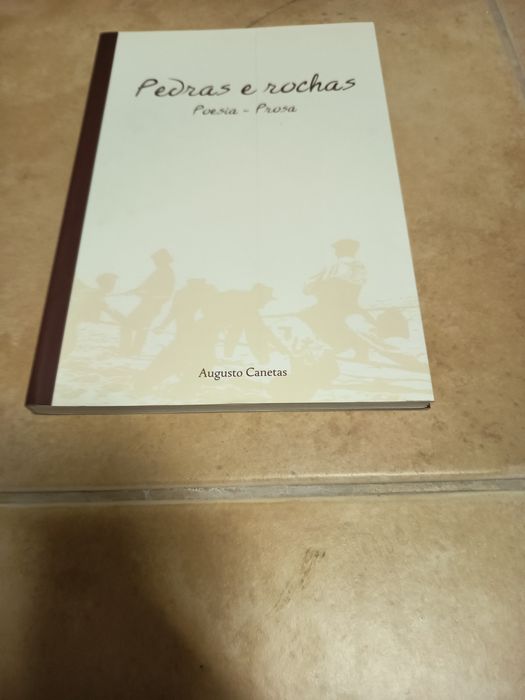 Pedras e rochas
Poesia - Prosa
Augusto Canetas